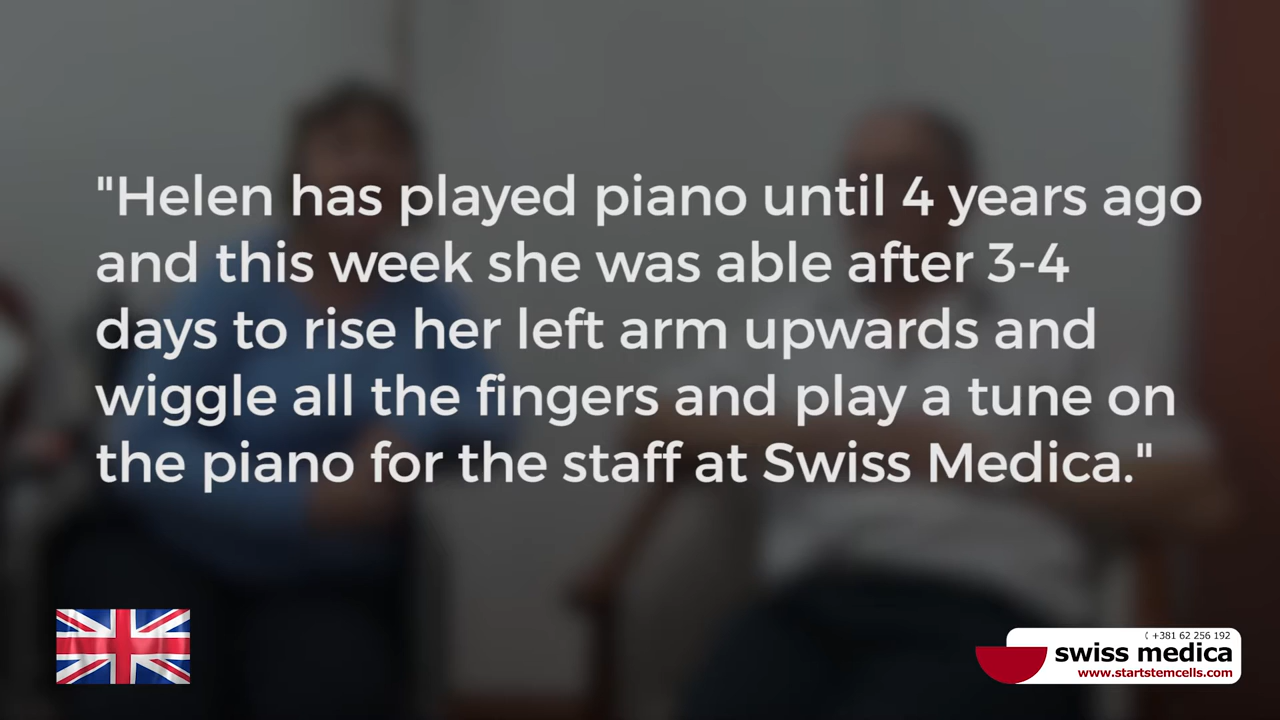 "Helen has played piano until 4 years ago
and this week she was able after 3-4
days to rise her left arm upwards and
wiggle all the fingers and play a tune on
the piano for the staff at Swiss Medica."
( +381 62 256 192
swiss medica
www.startstemcells.com